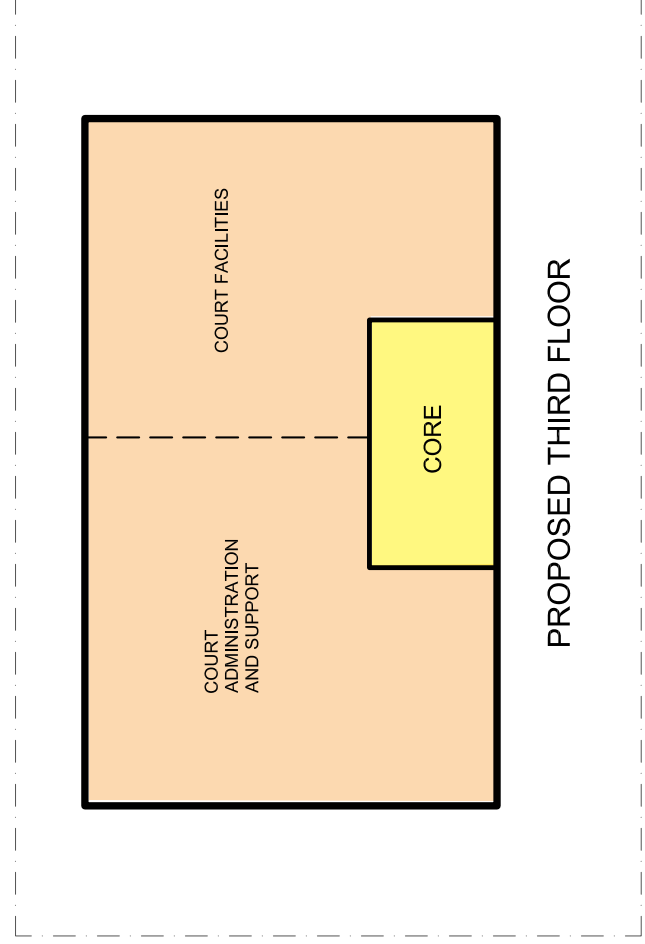 COURT
ADMINISTRATION
AND SUPPORT
COURT FACILITIES
CORE
PROPOSED THIRD FLOOR